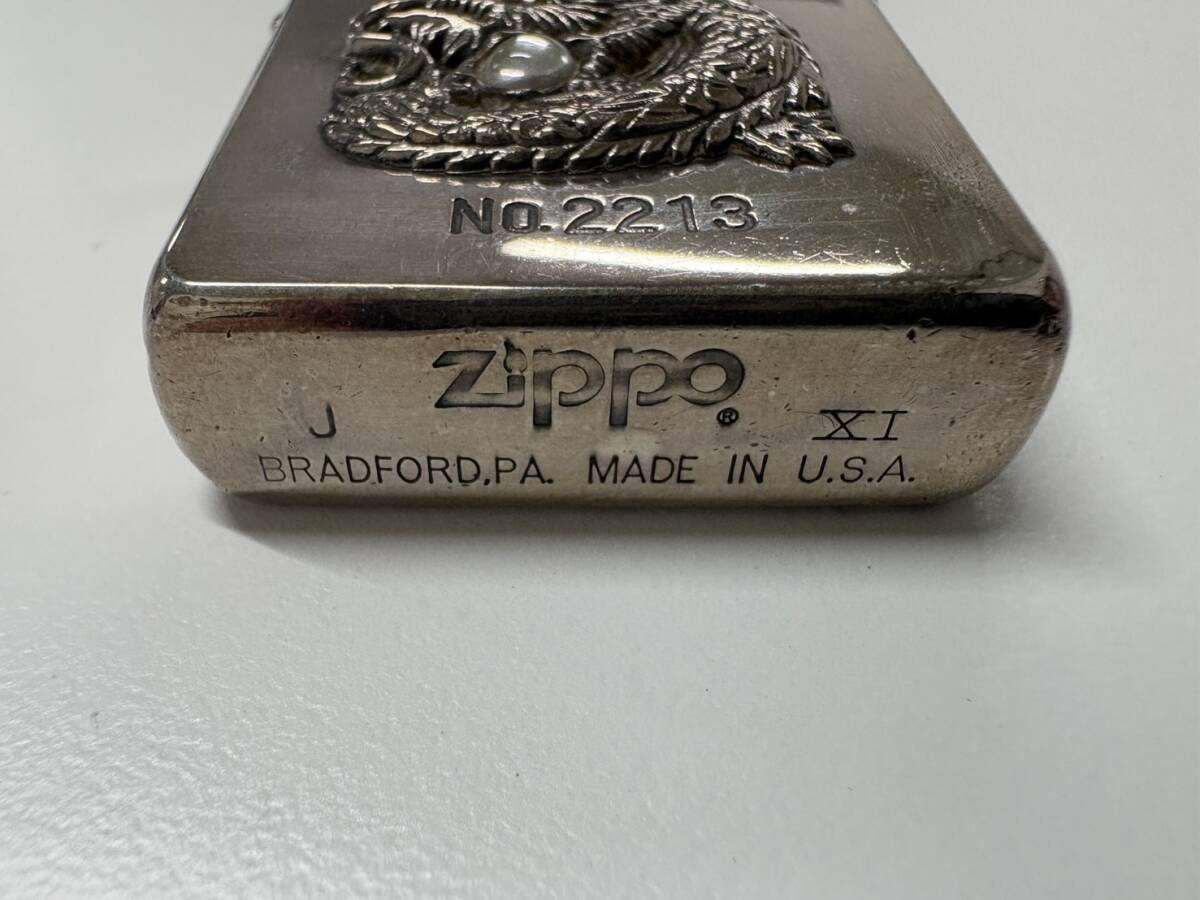 No.2213
Zippo®
J XI
BRADFORD,PA. MADE IN U.S.A.